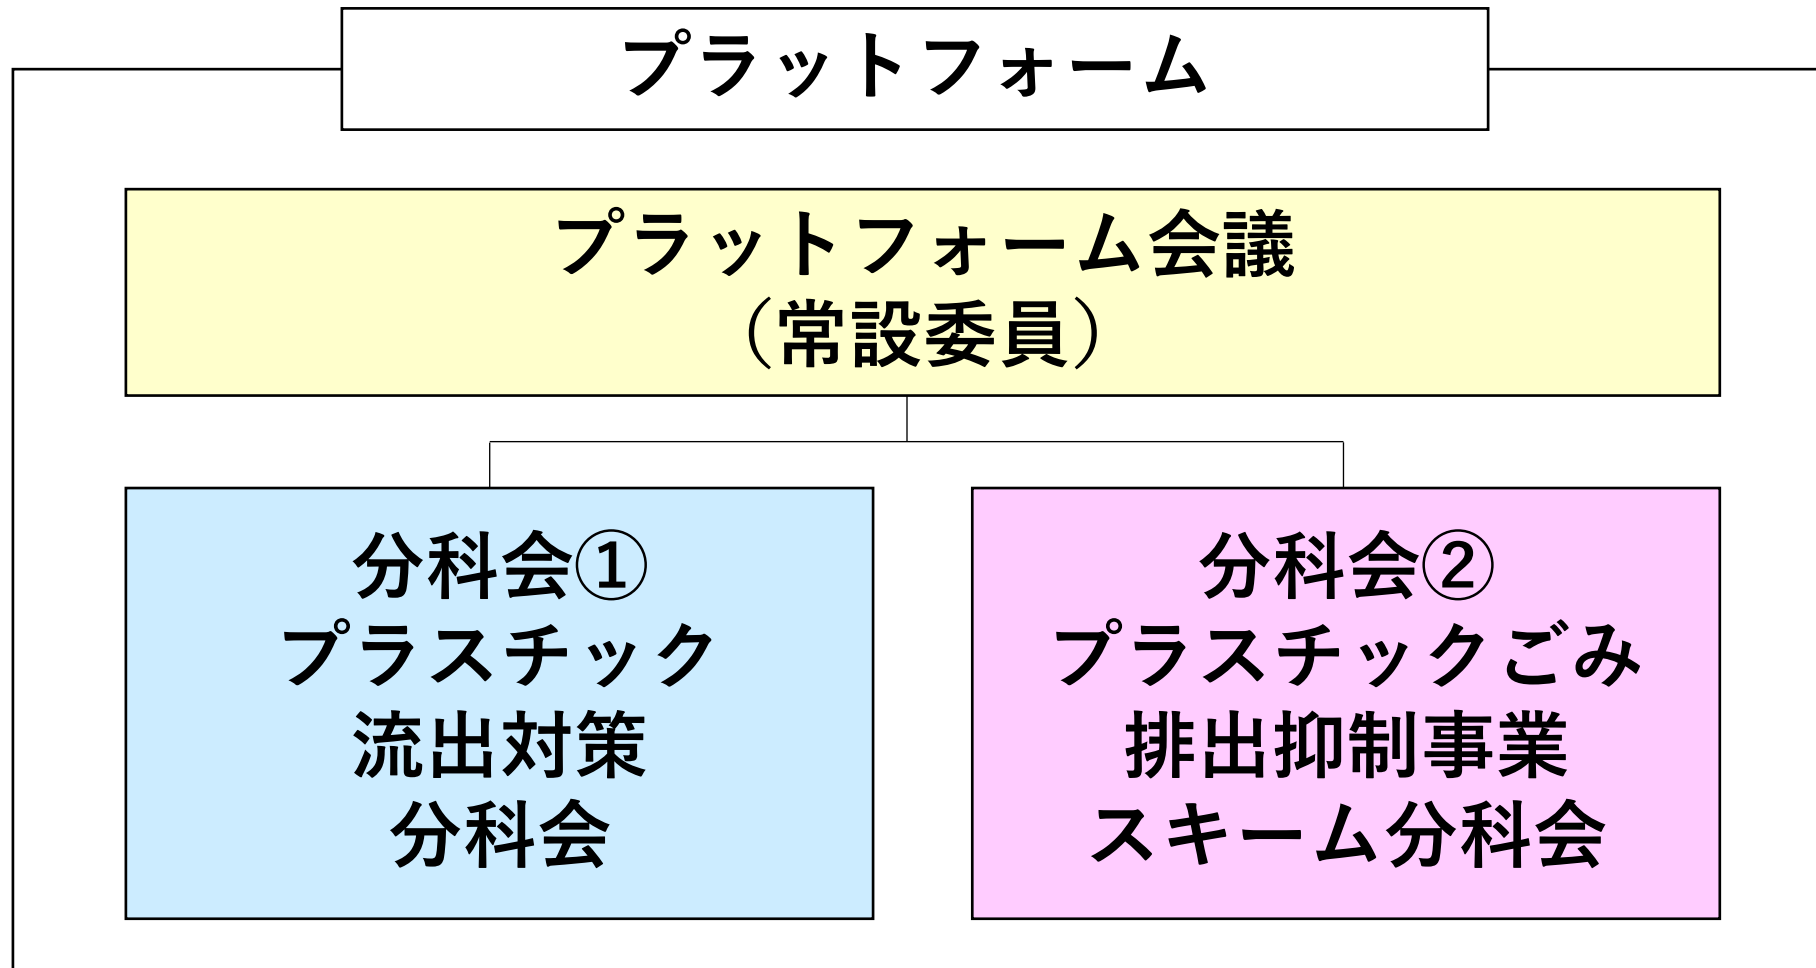 プラットフォーム
プラットフォーム会議
（常設委員）
分科会①
プラスチック
流出対策
分科会
分科会②
プラスチックごみ
排出抑制事業
スキーム分科会